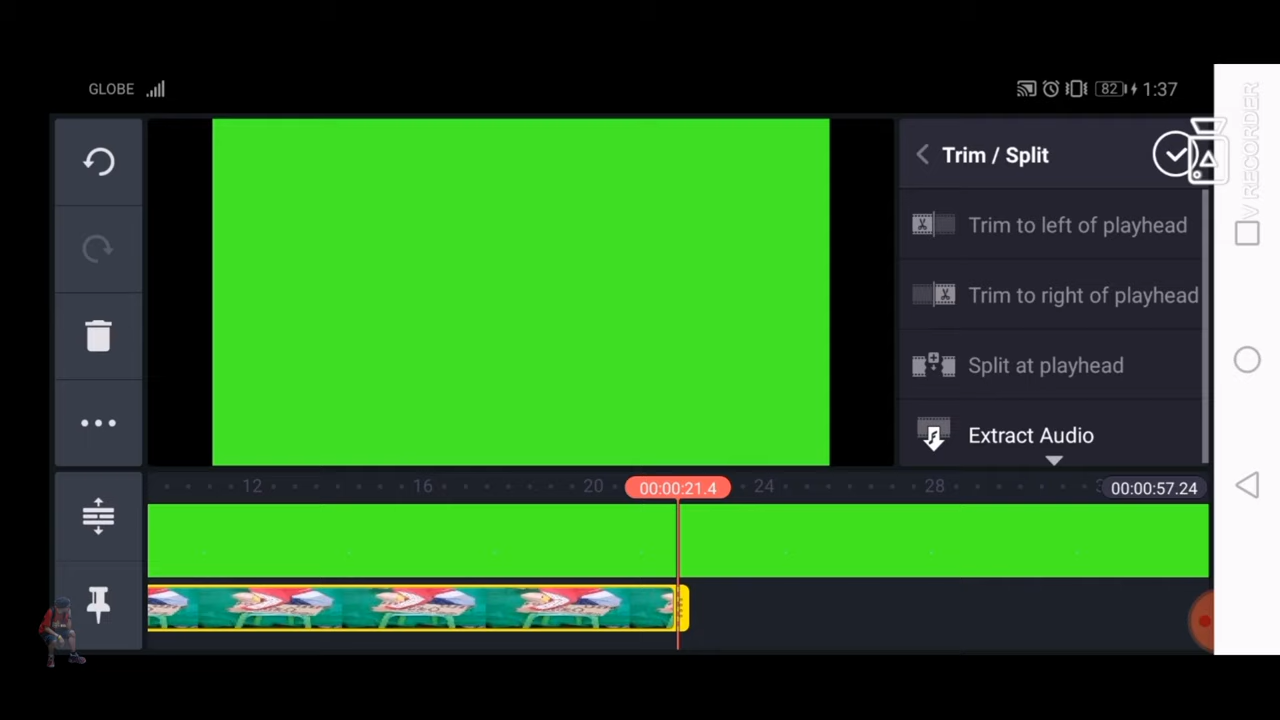 GLOBE
82 1:37
Trim / Split
Trim to left of playhead
Trim to right of playhead
Split at playhead
Extract Audio
12 16 20 00:00:21.4 24 28 00:00:57.24
V RECORDER